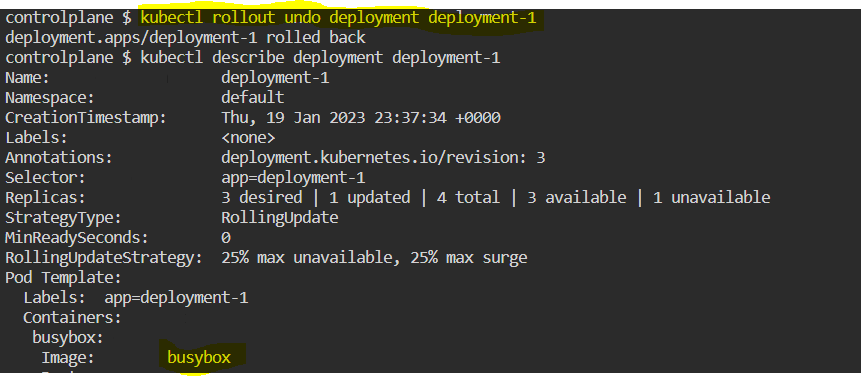 controlplane $ kubectl rollout undo deployment deployment-1
deployment.apps/deployment-1 rolled back
controlplane $ kubectl describe deployment deployment-1
Name:                   deployment-1
Namespace:              default
CreationTimestamp:      Thu, 19 Jan 2023 23:37:34 +0000
Labels:                 <none>
Annotations:            deployment.kubernetes.io/revision: 3
Selector:               app=deployment-1
Replicas:               3 desired | 1 updated | 4 total | 3 available | 1 unavailable
StrategyType:           RollingUpdate
MinReadySeconds:        0
RollingUpdateStrategy:  25% max unavailable, 25% max surge
Pod Template:
  Labels:  app=deployment-1
  Containers:
   busybox:
    Image:        busybox